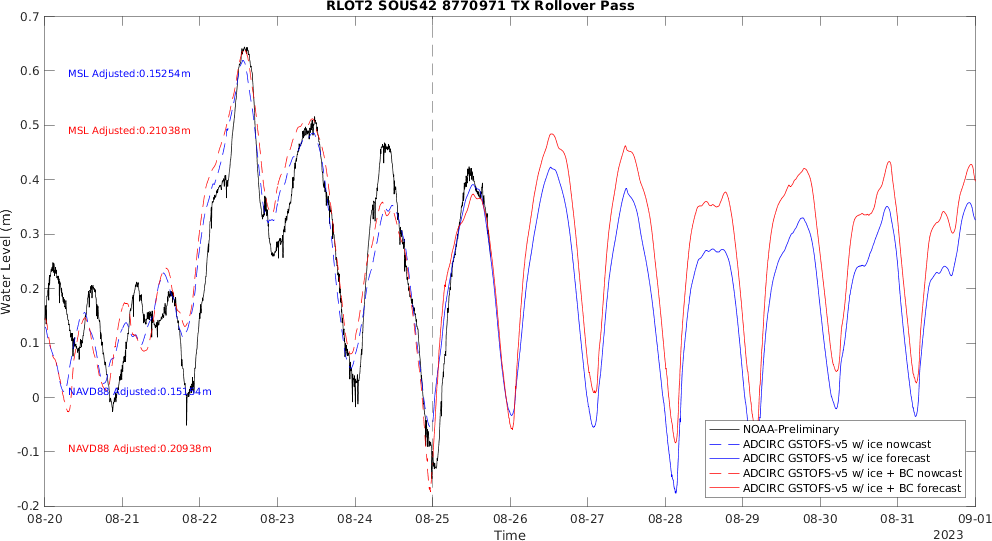 RLOT2 SOUS42 8770971 TX Rollover Pass
0.7
0.6
0.5
0.4
0.3
0.2
0.1
0
-0.1
-0.2
Water Level (m)
MSL Adjusted:0.15254m
MSL Adjusted:0.21038m
NAVD88 Adjusted:0.15154m
NAVD88 Adjusted:0.20938m
NOAA-Preliminary
ADCIRC GSTOFS-v5 w/ ice nowcast
ADCIRC GSTOFS-v5 w/ ice forecast
ADCIRC GSTOFS-v5 w/ ice + BC nowcast
ADCIRC GSTOFS-v5 w/ ice + BC forecast
08-20 08-21 08-22 08-23 08-24 08-25 08-26 08-27 08-28 08-29 08-30 08-31 09-01
Time
2023